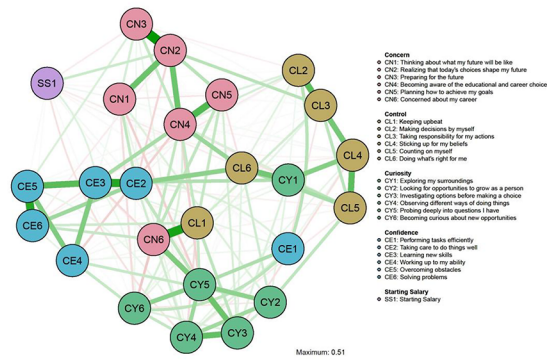 CN3
CN2
CL2
SS1
CN1
CN5
CL3
CN4
CL4
CL6
CY1
CE5
CE3
CE2
CL5
CE6
CL1
CN6
CE1
CE4
CY5
CY6
CY2
CY3
CY4
Maximum: 0.51
Concern
CN1: Thinking about what my future will be like
CN2: Realizing that today's choices shape my future
CN3: Preparing for the future
CN4: Becoming aware of the educational and career choice
CN5: Planning how to achieve my goals
CN6: Concerned about my career
Control
CL1: Keeping upbeat
CL2: Making decisions by myself
CL3: Taking responsibility for my actions
CL4: Sticking up for my beliefs
CL5: Counting on myself
CL6: Doing what's right for me
Curiosity
CY1: Exploring my surroundings
CY2: Looking for opportunities to grow as a person
CY3: Investigating options before making a choice
CY4: Observing different ways of doing things
CY5: Probing deeply into questions I have
CY6: Becoming curious about new opportunities
Confidence
CE1: Performing tasks efficiently
CE2: Taking care to do things well
CE3: Learning new skills
CE4: Working up to my ability
CE5: Overcoming obstacles
CE6: Solving problems
Starting Salary
SS1: Starting Salary